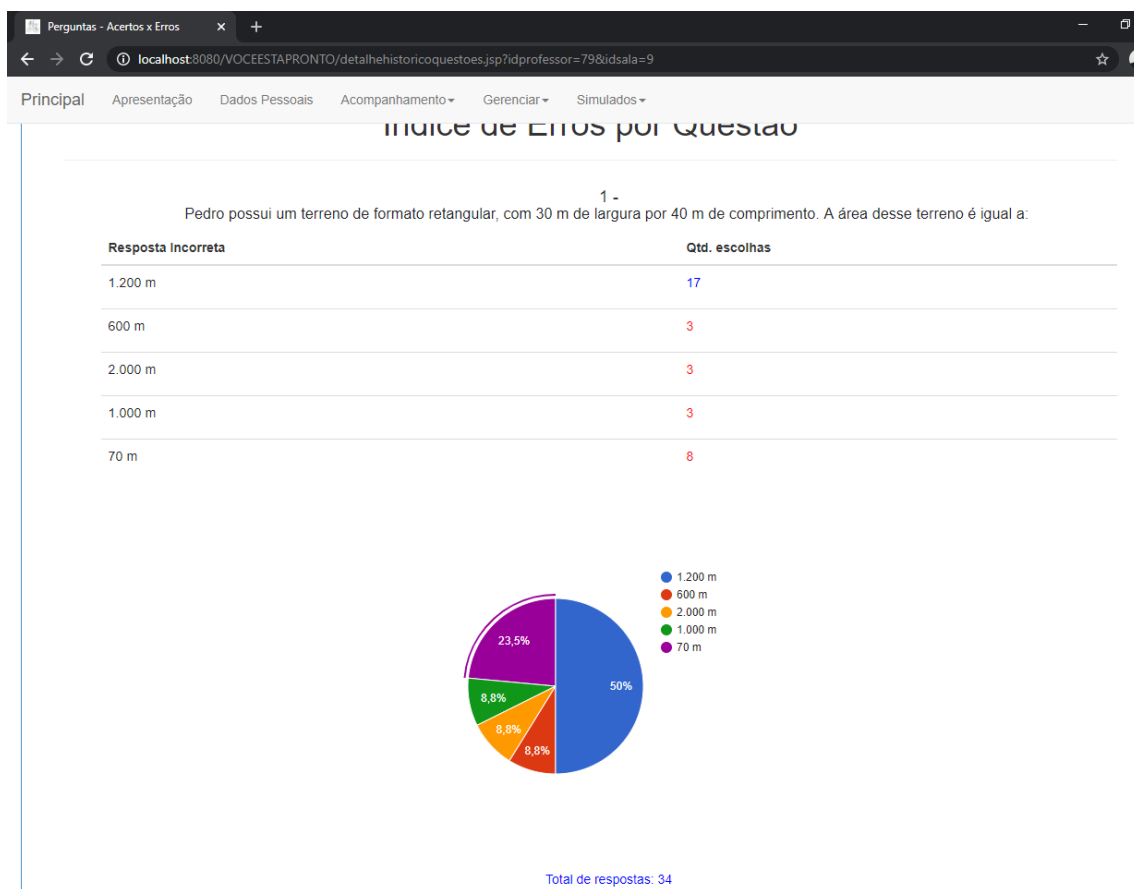 Perguntas - Acertos x Erros
localhost:8080/VOCEESTAPRONTO/detalhehistoricoquestoes.jsp?idprofessor=79&idsala=9
Principal Apresentação Dados Pessoais Acompanhamento Gerenciar Simulados
Índice de Erros por Questão
1 -
Pedro possui um terreno de formato retangular, com 30 m de largura por 40 m de comprimento. A área desse terreno é igual a:
Resposta Incorreta Qtd. escolhas
1.200 m 17
600 m 3
2.000 m 3
1.000 m 3
70 m 8
1.200 m
600 m
2.000 m
1.000 m
70 m
23,5%
50%
8,8%
8,8%
8,8%
Total de respostas: 34